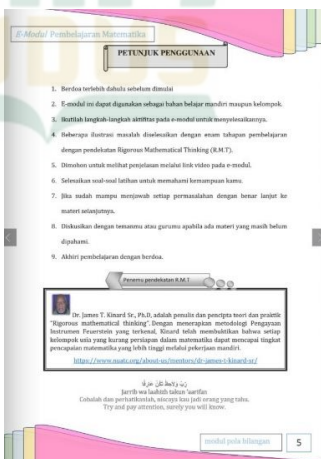 E-Modul Pembelajaran Matematika
PETUNJUK PENGGUNAAN
1. Berdoa terlebih dahulu sebelum dimulai
2. E-modul ini dapat digunakan sebagai bahan belajar mandiri maupun kelompok.
3. Ikutilah langkah-langkah aktifitas pada e-modul untuk menyelesaikannya.
4. Beberapa ilustrasi masalah diselesaikan dengan enam tahapan pembelajaran
dengan pendekatan Rigorous Mathematical Thinking (R.M.T).
5. Dimohon untuk melihat penjelasan melalui link video pada e-modul.
6. Selesaikan soal-soal latihan untuk memahami kemampuan kamu.
7. Jika sudah mampu menjawab setiap permasalahan dengan benar lanjut ke
materi selanjutnya.
8. Diskusikan dengan temanmu atau gurumu apabila ada materi yang masih belum
dipahami.
9. Akhiri pembelajaran dengan berdoa.
Penemu pendekatan R.M.T
Dr. James T. Kinard Sr., Ph.D, adalah penulis dan pencipta teori dan praktik
"Rigorous mathematical thinking". Dengan menerapkan metodologi Pengayaan
Instrumen Feuerstein yang terkenal, Kinard telah membuktikan bahwa setiap
kelompok usia yang kurang persiapan dalam matematika dapat mencapai tingkat
pencapaian matematika yang lebih tinggi melalui pekerjaan mandiri.
https://www.nuatc.org/about-us/mentors/dr-james-t-kinard-sr/
Jarrib wa laahizh takun 'aarifan
Cobalah dan perhatikanlah, niscaya kau jadi orang yang tahu.
Try and pay attention, surely you will know.
modul pola bilangan 5